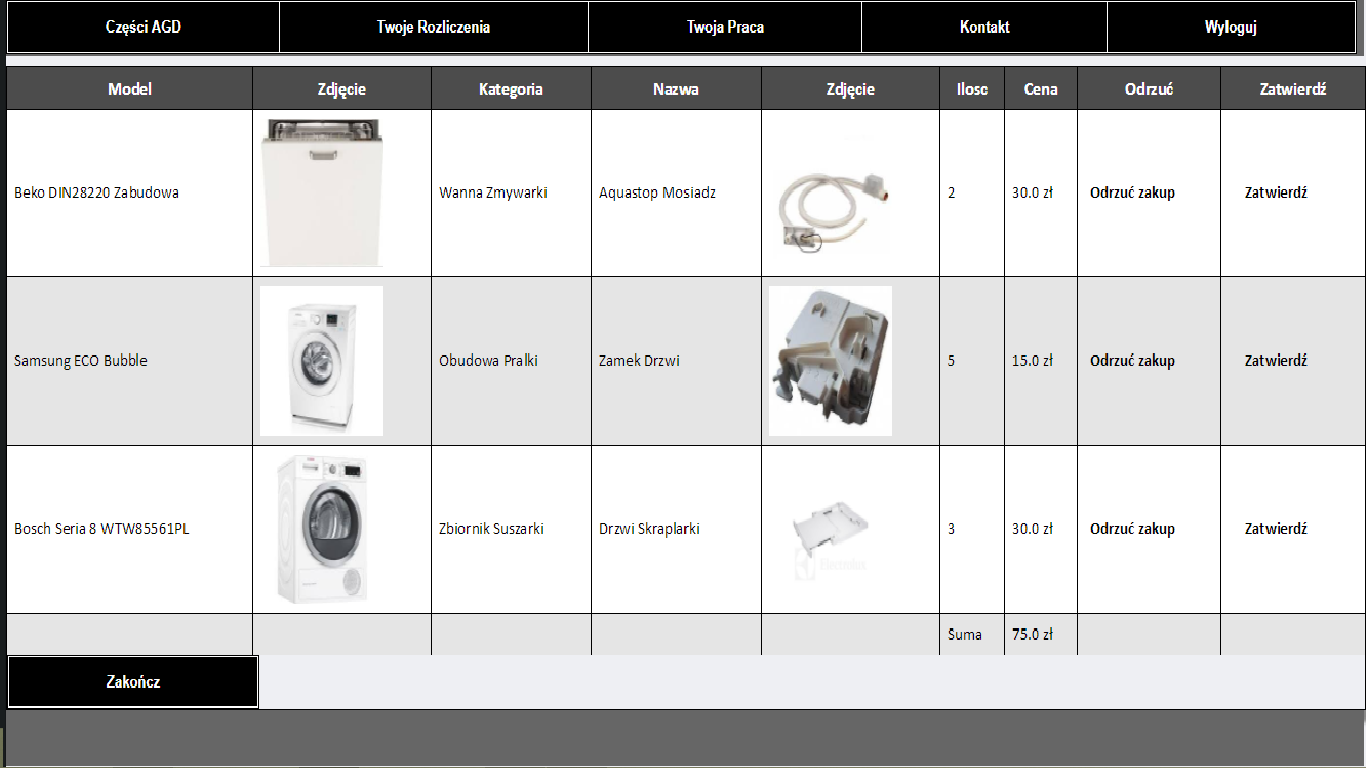 Części AGD Twoje Rozliczenia Twoja Praca Kontakt Wyloguj
Model Zdjęcie Kategoria Nazwa Zdjęcie Ilosc Cena Odrzuć Zatwierdź
Beko DIN28220 Zabudowa Wanna Zmywarki Aquastop Mosiadz 2 30.0 zł Odrzuć zakup Zatwierdź
Samsung ECO Bubble Obudowa Pralki Zamek Drzwi 5 15.0 zł Odrzuć zakup Zatwierdź
Bosch Seria 8 WTW85561PL Zbiornik Suszarki Drzwi Skraplarki 3 30.0 zł Odrzuć zakup Zatwierdź
Suma 75.0 zł
Zakończ